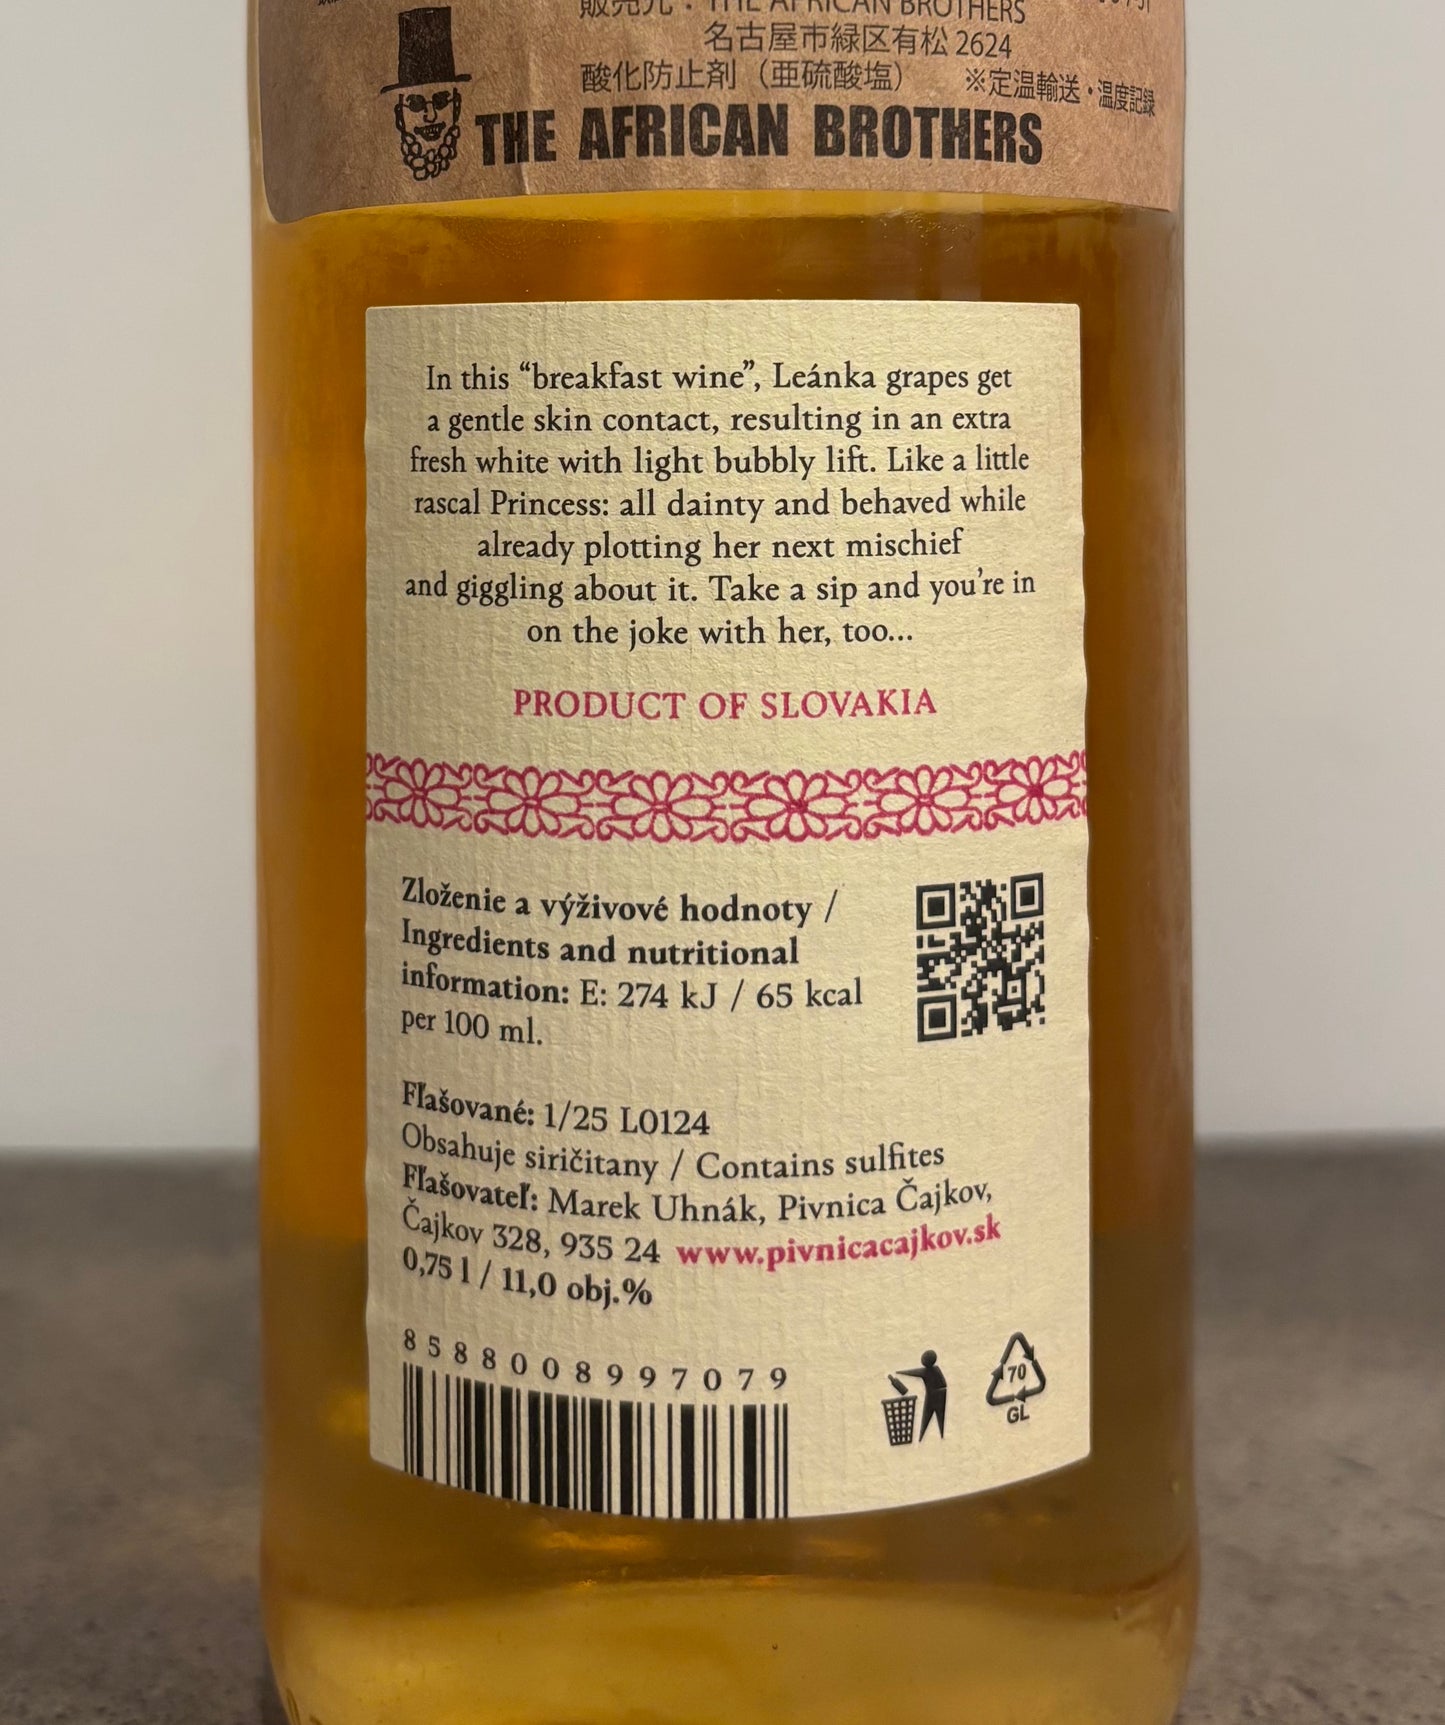 販売元：THE AFRICAN BROTHERS
名古屋市緑区有松 2624
酸化防止剤（亜硫酸塩） ※定温輸送・温度記録
THE AFRICAN BROTHERS
In this “breakfast wine”, Leánka grapes get
a gentle skin contact, resulting in an extra
fresh white with light bubbly lift. Like a little
rascal Princess: all dainty and behaved while
already plotting her next mischief
and giggling about it. Take a sip and you’re in
on the joke with her, too...
PRODUCT OF SLOVAKIA
Zloženie a výživové hodnoty /
Ingredients and nutritional
information: E: 274 kJ / 65 kcal
per 100 ml.
Fľašované: 1/25 L0124
Obsahuje siričitany / Contains sulfites
Fľašovateľ: Marek Uhnák, Pivnica Čajkov,
Čajkov 328, 935 24 www.pivnicacajkov.sk
0,75 l / 11,0 obj.%
8588008997079
70
GL